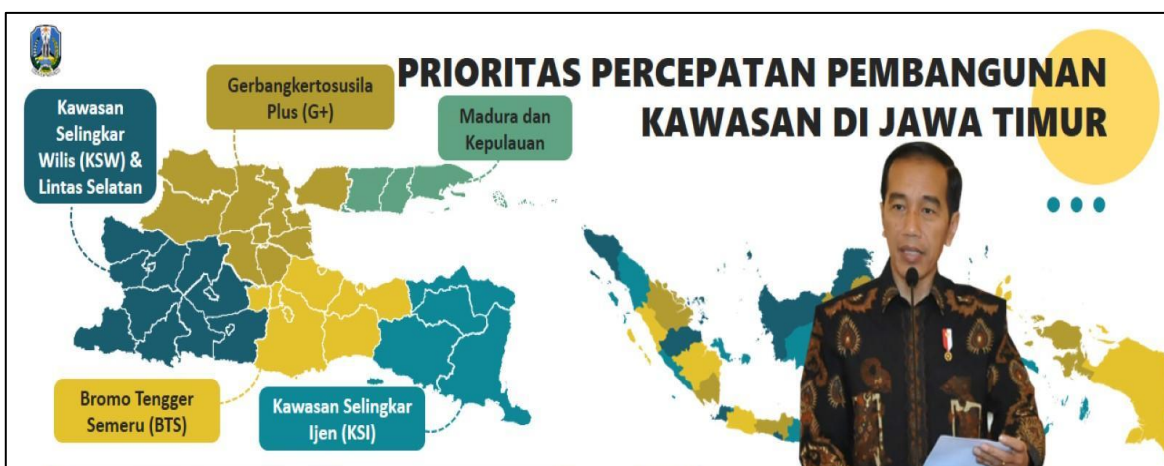 PRIORITAS PERCEPATAN PEMBANGUNAN
KAWASAN DI JAWA TIMUR
Kawasan
Selingkar
Wilis (KSW) &
Lintas Selatan
Gerbangkertosusila
Plus (G+)
Madura dan
Kepulauan
Bromo Tengger
Semeru (BTS)
Kawasan Selingkar
Ijen (KSI)